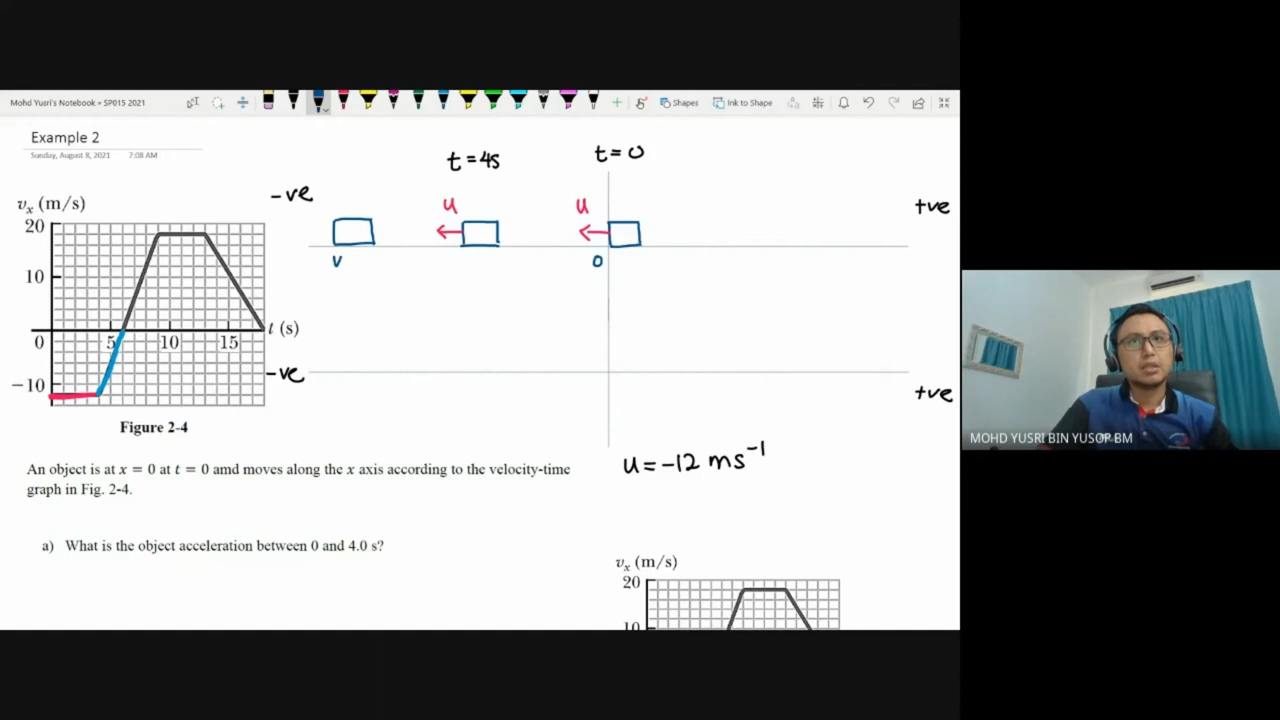 Mohd Yusri's Notebook » SP015 2021
Shapes
Ink to Shape
Example 2
Sunday, August 8, 2021 7:08 AM
t = 4s
t = 0
-ve
+ve
u
u
v
0
vₓ (m/s)
20
10
0
5
10
15
t (s)
−10
Figure 2-4
-ve
+ve
u = -12 ms⁻¹
An object is at x = 0 at t = 0 amd moves along the x axis according to the velocity-time
graph in Fig. 2-4.
a) What is the object acceleration between 0 and 4.0 s?
vₓ (m/s)
20
10
MOHD YUSRI BIN YUSOP BM